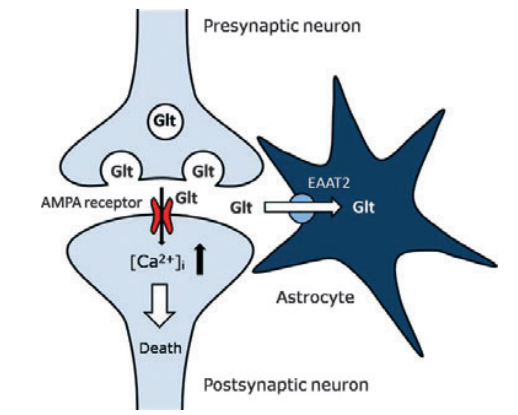 Presynaptic neuron
Glt
Glt
Glt
EAAT2
AMPA receptor
Glt
Glt
Glt
[Ca²⁺]ᵢ
Astrocyte
Death
Postsynaptic neuron